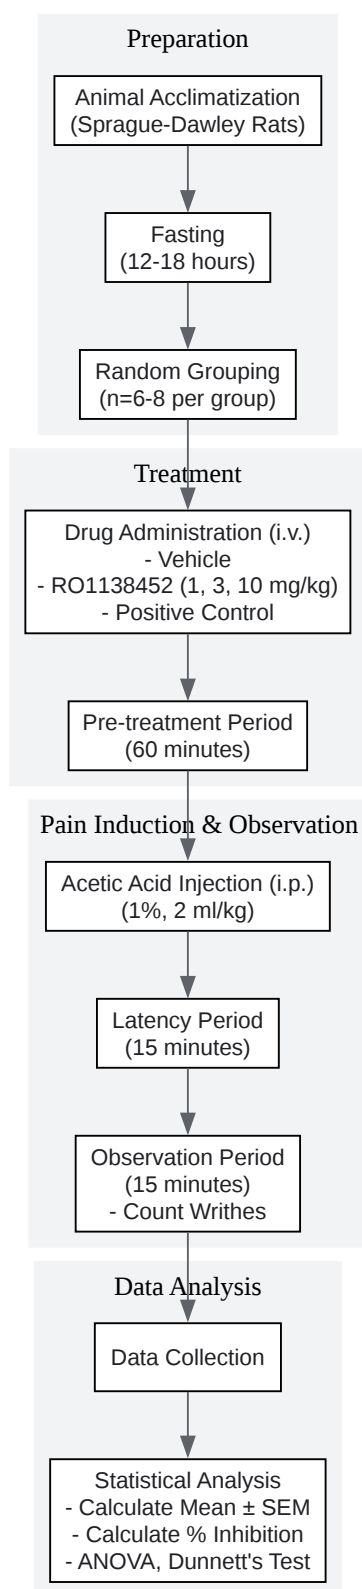 Preparation
Animal Acclimatization
(Sprague-Dawley Rats)
Fasting
(12-18 hours)
Random Grouping
(n=6-8 per group)
Treatment
Drug Administration (i.v.)
- Vehicle
- RO1138452 (1, 3, 10 mg/kg)
- Positive Control
Pre-treatment Period
(60 minutes)
Pain Induction & Observation
Acetic Acid Injection (i.p.)
(1%, 2 ml/kg)
Latency Period
(15 minutes)
Observation Period
(15 minutes)
- Count Writhes
Data Analysis
Data Collection
Statistical Analysis
- Calculate Mean ± SEM
- Calculate % Inhibition
- ANOVA, Dunnett's Test